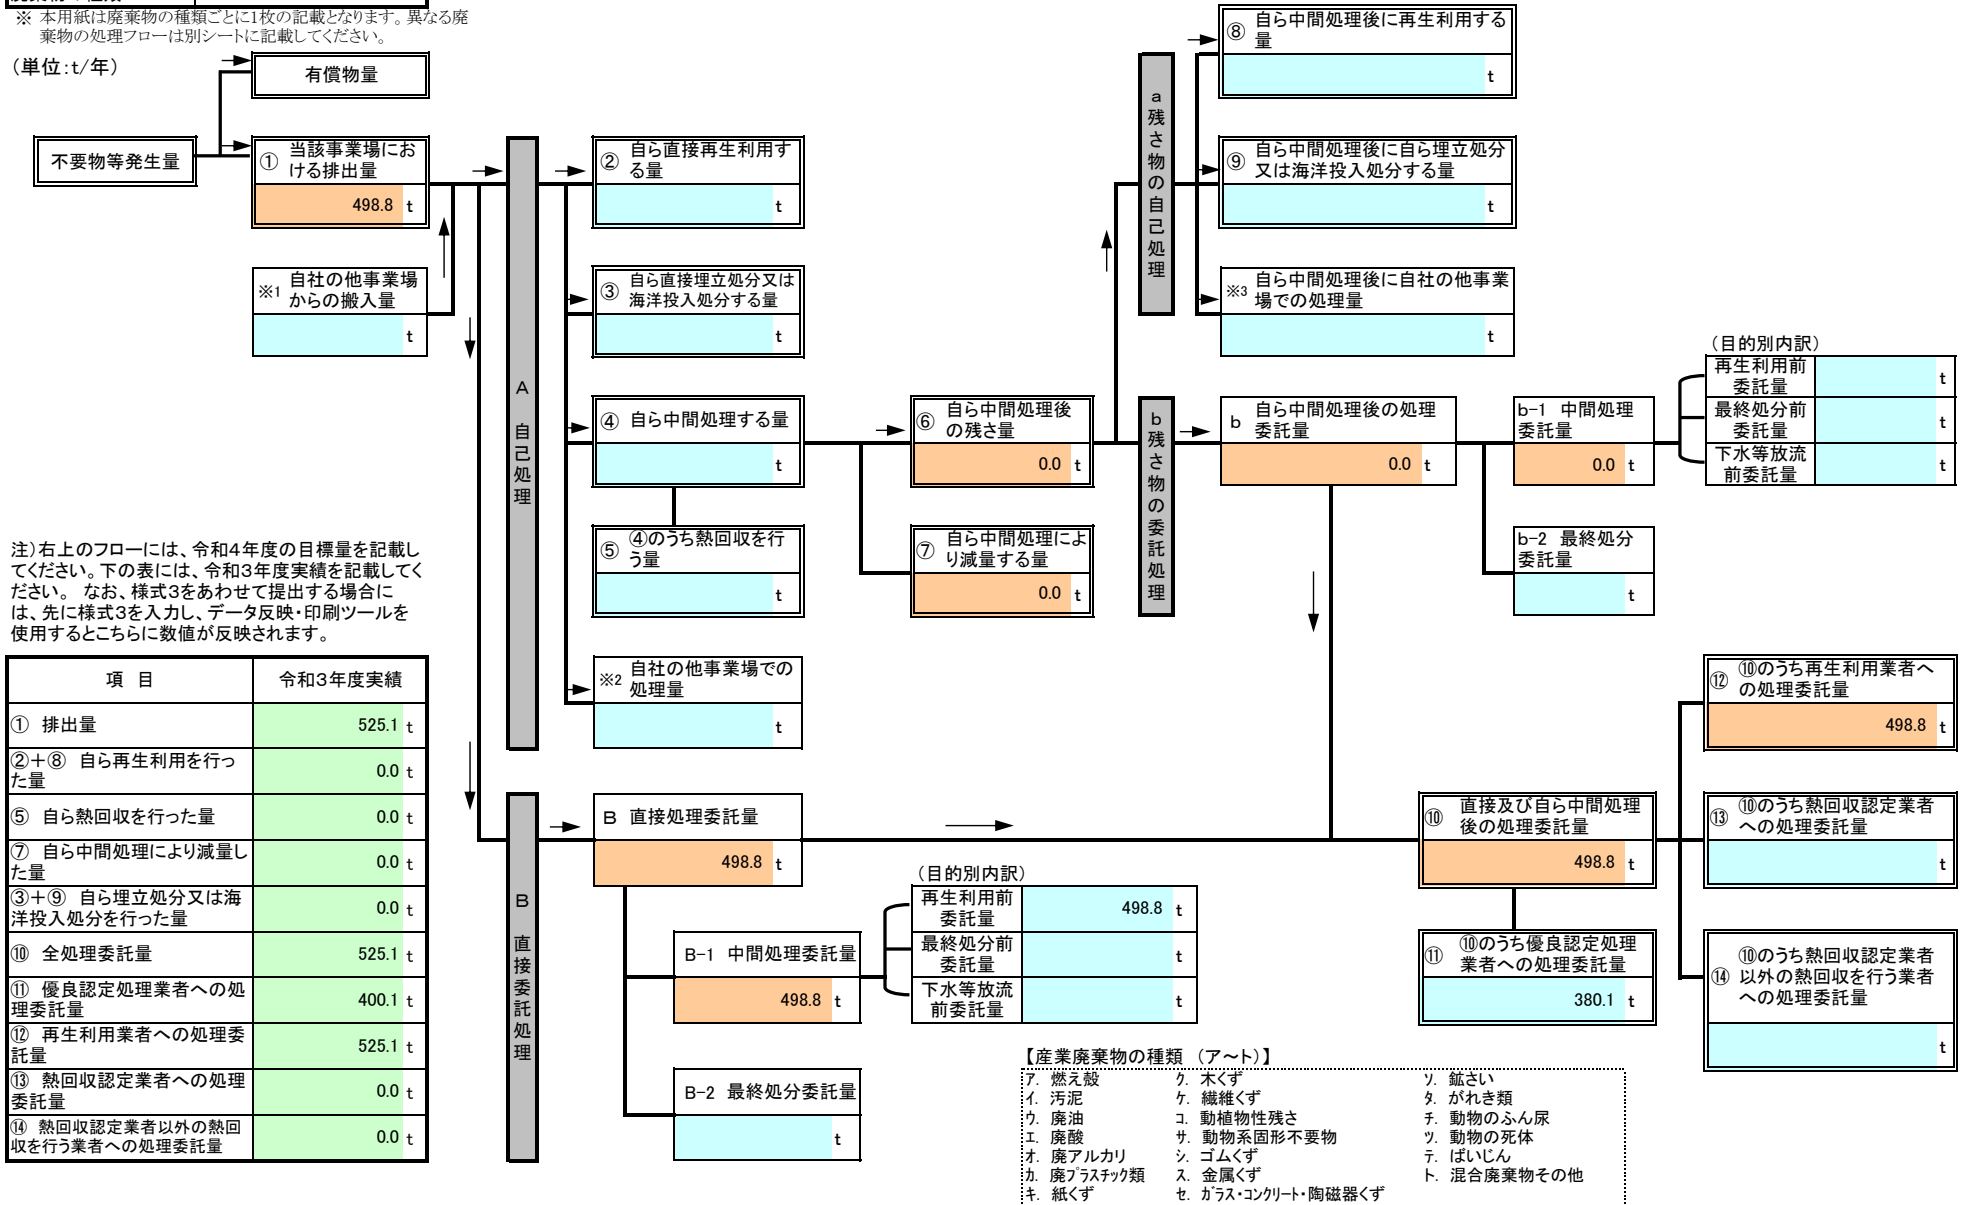 ※ 本用紙は廃棄物の種類ごとに1枚の記載となります。異なる廃
棄物の処理フローは別シートに記載してください。
（単位：t/年）
有償物量
不要物等発生量
① 当該事業場にお
ける排出量
498.8 t
※1 自社の他事業場
からの搬入量
t
A 自己処理
② 自ら直接再生利用す
る量
t
③ 自ら直接埋立処分又は
海洋投入処分する量
t
④ 自ら中間処理する量
t
⑤ ④のうち熱回収を行
う量
t
※2 自社の他事業場での
処理量
t
⑥ 自ら中間処理後
の残さ量
0.0 t
⑦ 自ら中間処理によ
り減量する量
0.0 t
a 残さ物の自己処理
⑧ 自ら中間処理後に再生利用する
量
t
⑨ 自ら中間処理後に自ら埋立処分
又は海洋投入処分する量
t
※3 自ら中間処理後に自社の他事業
場での処理量
t
b 残さ物の委託処理
b 自ら中間処理後の処理
委託量
0.0 t
b-1 中間処理
委託量
0.0 t
（目的別内訳）
再生利用前
委託量 t
最終処分前
委託量 t
下水等放流
前委託量 t
b-2 最終処分
委託量
t
注）右上のフローには、令和４年度の目標量を記載し
てください。下の表には、令和３年度実績を記載してく
ださい。 なお、様式３をあわせて提出する場合に
は、先に様式３を入力し、データ反映・印刷ツールを
使用するとこちらに数値が反映されます。
項 目 令和３年度実績
① 排出量 525.1 t
②＋⑧ 自ら再生利用を行っ
た量 0.0 t
⑤ 自ら熱回収を行った量 0.0 t
⑦ 自ら中間処理により減量し
た量 0.0 t
③＋⑨ 自ら埋立処分又は海
洋投入処分を行った量 0.0 t
⑩ 全処理委託量 525.1 t
⑪ 優良認定処理業者への処
理委託量 400.1 t
⑫ 再生利用業者への処理委
託量 525.1 t
⑬ 熱回収認定業者への処理
委託量 0.0 t
⑭ 熱回収認定業者以外の熱回
収を行う業者への処理委託量 0.0 t
B 直接委託処理
B 直接処理委託量
498.8 t
B-1 中間処理委託量
498.8 t
（目的別内訳）
再生利用前
委託量 498.8 t
最終処分前
委託量 t
下水等放流
前委託量 t
B-2 最終処分委託量
t
⑩ 直接及び自ら中間処理
後の処理委託量
498.8 t
⑪ ⑩のうち優良認定処理
業者への処理委託量
380.1 t
⑫ ⑩のうち再生利用業者へ
の処理委託量
498.8 t
⑬ ⑩のうち熱回収認定業者
への処理委託量
t
⑭ ⑩のうち熱回収認定業者
以外の熱回収を行う業者
への処理委託量
t
【産業廃棄物の種類 （ア～ト）】
ア. 燃え殻 ク. 木くず ソ. 鉱さい
イ. 汚泥 ケ. 繊維くず タ. がれき類
ウ. 廃油 コ. 動植物性残さ チ. 動物のふん尿
エ. 廃酸 サ. 動物系固形不要物 ツ. 動物の死体
オ. 廃アルカリ シ. ゴムくず テ. ばいじん
カ. 廃プラスチック類 ス. 金属くず ト. 混合廃棄物その他
キ. 紙くず セ. ガラス・コンクリート・陶磁器くず